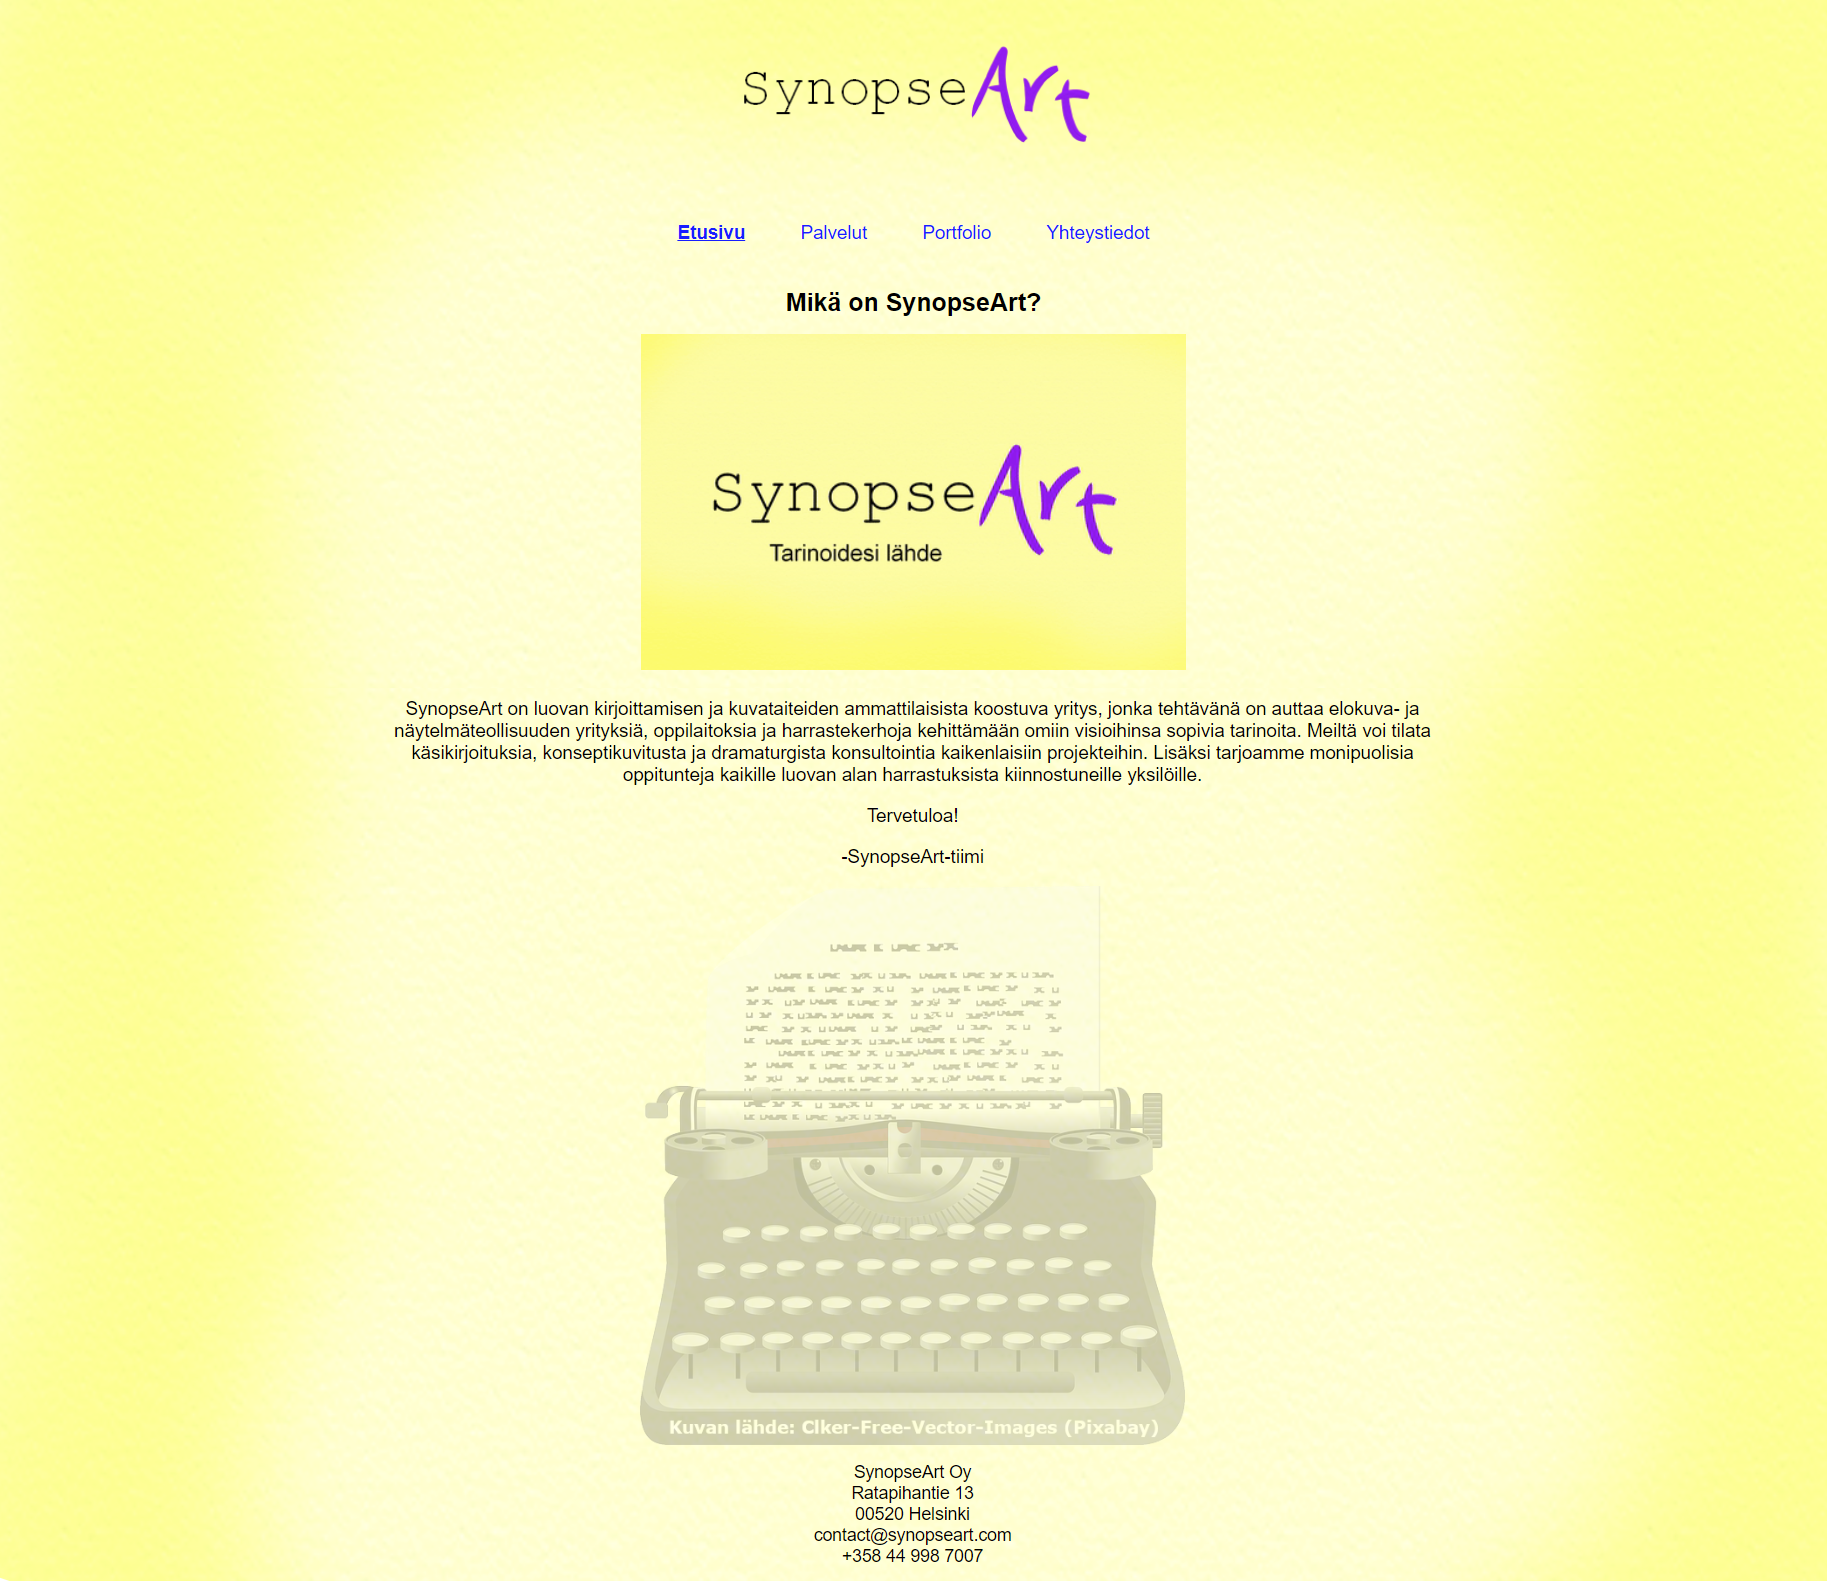 SynopseArt
Etusivu Palvelut Portfolio Yhteystiedot
Mikä on SynopseArt?
SynopseArt
Tarinoidesi lähde
SynopseArt on luovan kirjoittamisen ja kuvataiteiden ammattilaisista koostuva yritys, jonka tehtävänä on auttaa elokuva- ja
näytelmäteollisuuden yrityksiä, oppilaitoksia ja harrastekerhoja kehittämään omiin visioihinsa sopivia tarinoita. Meiltä voi tilata
käsikirjoituksia, konseptikuvitusta ja dramaturgista konsultointia kaikenlaisiin projekteihin. Lisäksi tarjoamme monipuolisia
oppitunteja kaikille luovan alan harrastuksista kiinnostuneille yksilöille.
Tervetuloa!
-SynopseArt-tiimi
Kuvan lähde: Clker-Free-Vector-Images (Pixabay)
SynopseArt Oy
Ratapihantie 13
00520 Helsinki
contact@synopseart.com
+358 44 998 7007